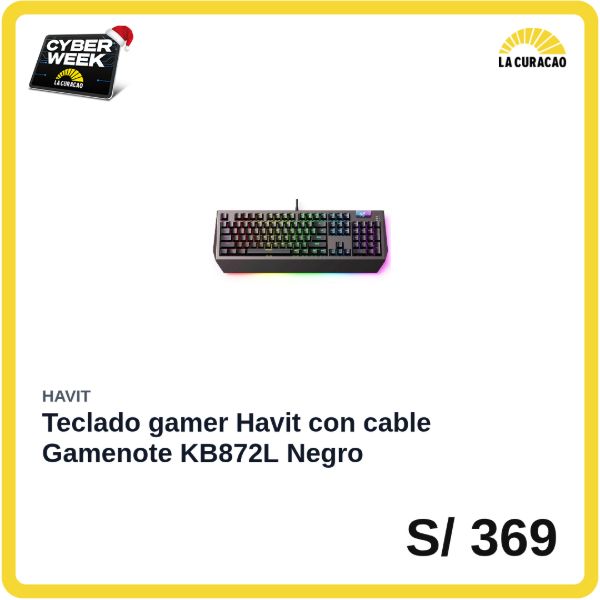 CYBER
WEEK
LA CURACAO
LA CURACAO
HAVIT
Teclado gamer Havit con cable
Gamenote KB872L Negro
S/ 369